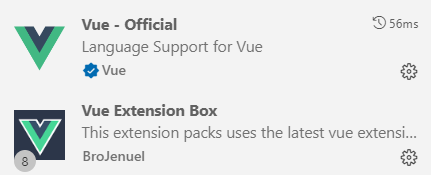 Vue - Official 56ms
Language Support for Vue
Vue
Vue Extension Box
This extension packs uses the latest vue extensi...
8
BroJenuel